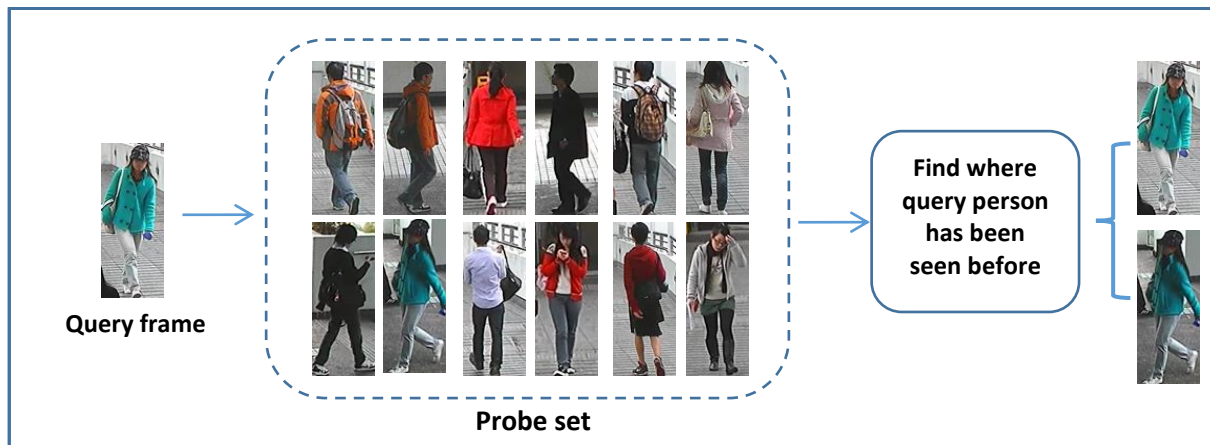 Query frame
Probe set
Find where
query person
has been
seen before